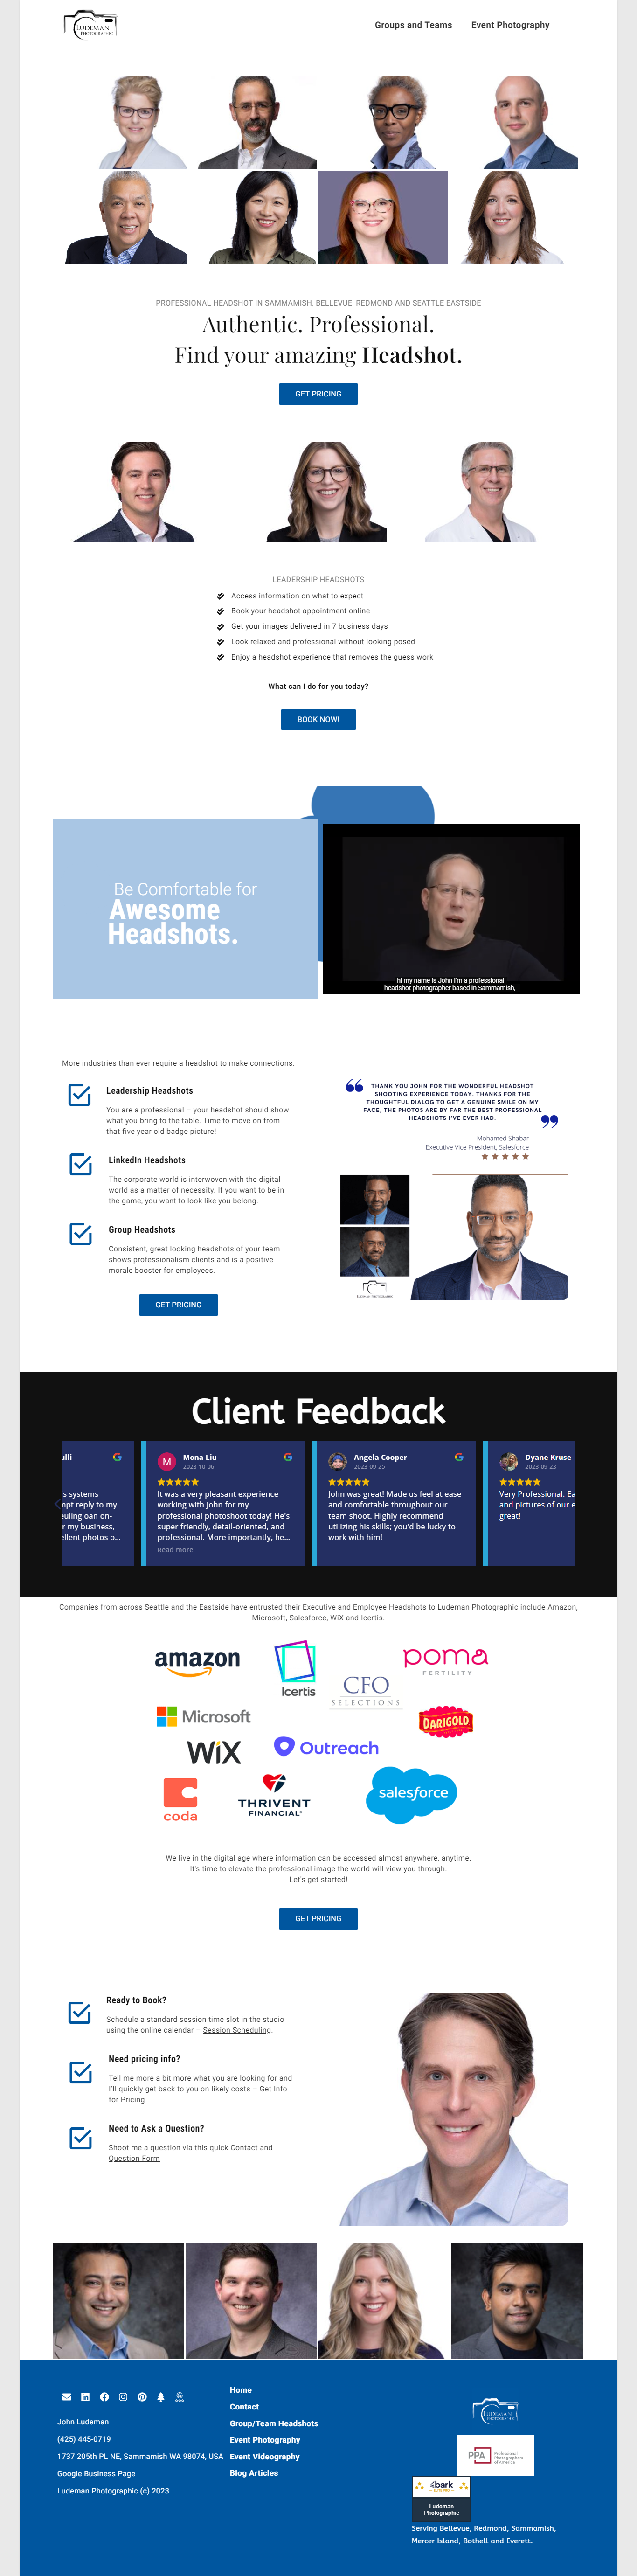 LUDEMAN
PHOTOGRAPHIC
Groups and Teams | Event Photography
PROFESSIONAL HEADSHOT IN SAMMAMISH, BELLEVUE, REDMOND AND SEATTLE EASTSIDE
Authentic. Professional.
Find your amazing Headshot.
GET PRICING
LEADERSHIP HEADSHOTS
Access information on what to expect
Book your headshot appointment online
Get your images delivered in 7 business days
Look relaxed and professional without looking posed
Enjoy a headshot experience that removes the guess work
What can I do for you today?
BOOK NOW!
Be Comfortable for
Awesome
Headshots.
hi my name is John I'm a professional
headshot photographer based in Sammamish,
More industries than ever require a headshot to make connections.
Leadership Headshots
You are a professional – your headshot should show
what you bring to the table. Time to move on from
that five year old badge picture!
LinkedIn Headshots
The corporate world is interwoven with the digital
world as a matter of necessity. If you want to be in
the game, you want to look like you belong.
Group Headshots
Consistent, great looking headshots of your team
shows professionalism clients and is a positive
morale booster for employees.
GET PRICING
THANK YOU JOHN FOR THE WONDERFUL HEADSHOT
SHOOTING EXPERIENCE TODAY. THANKS FOR THE
THOUGHTFUL DIALOG TO GET A GENUINE SMILE ON MY
FACE, THE PHOTOS ARE BY FAR THE BEST PROFESSIONAL
HEADSHOTS I'VE EVER HAD.
Mohamed Shabar
Executive Vice President, Salesforce
LUDEMAN PHOTOGRAPHIC
Client Feedback
ulli
is systems
mpt reply to my
euling oan on-
r my business,
ellent photos o...
M
Mona Liu
2023-10-06
It was a very pleasant experience
working with John for my
professional photoshoot today! He's
super friendly, detail-oriented, and
professional. More importantly, he...
Read more
Angela Cooper
2023-09-25
John was great! Made us feel at ease
and comfortable throughout our
team shoot. Highly recommend
utilizing his skills; you'd be lucky to
work with him!
Dyane Kruse
2023-09-23
Very Professional. Ea
and pictures of our e
great!
Companies from across Seattle and the Eastside have entrusted their Executive and Employee Headshots to Ludeman Photographic include Amazon,
Microsoft, Salesforce, WiX and Icertis.
amazon
Icertis
poma
FERTILITY
CFO
SELECTIONS
Microsoft
DARIGOLD
WiX
Outreach
coda
THRIVENT
FINANCIAL®
salesforce
We live in the digital age where information can be accessed almost anywhere, anytime.
It's time to elevate the professional image the world will view you through.
Let's get started!
GET PRICING
Ready to Book?
Schedule a standard session time slot in the studio
using the online calendar – Session Scheduling.
Need pricing info?
Tell me more a bit more what you are looking for and
I'll quickly get back to you on likely costs – Get Info
for Pricing
Need to Ask a Question?
Shoot me a question via this quick Contact and
Question Form
John Ludeman
(425) 445-0719
1737 205th PL NE, Sammamish WA 98074, USA
Google Business Page
Ludeman Photographic (c) 2023
Home
Contact
Group/Team Headshots
Event Photography
Event Videography
Blog Articles
LUDEMAN
PHOTOGRAPHIC
PPA
Professional
Photographers
of America
bark
Ludeman
Photographic
Serving Bellevue, Redmond, Sammamish,
Mercer Island, Bothell and Everett.